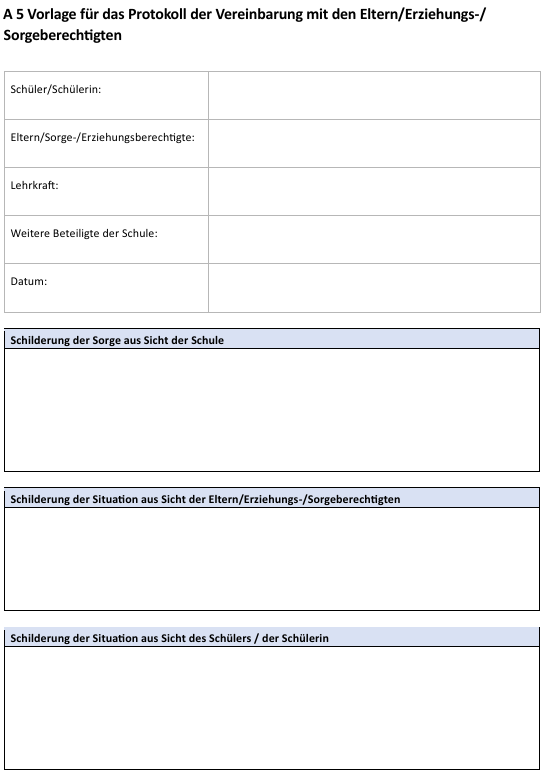 A 5 Vorlage für das Protokoll der Vereinbarung mit den Eltern/Erziehungs-/
Sorgeberechtigten
Schüler/Schülerin:
Eltern/Sorge-/Erziehungsberechtigte:
Lehrkraft:
Weitere Beteiligte der Schule:
Datum:
Schilderung der Sorge aus Sicht der Schule
Schilderung der Situation aus Sicht der Eltern/Erziehungs-/Sorgeberechtigten
Schilderung der Situation aus Sicht des Schülers / der Schülerin